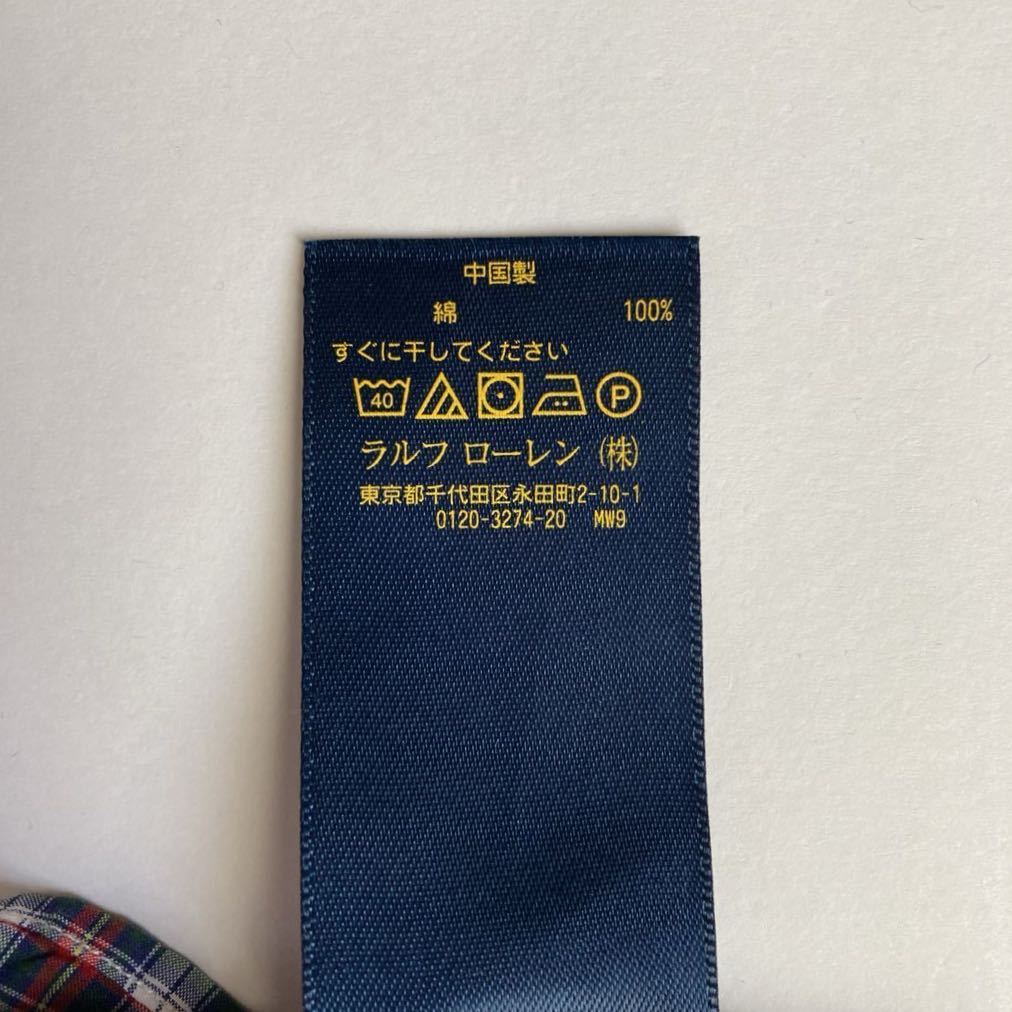 中国製
綿 100%
すぐに干してください
40 P
ラルフ ローレン (株)
東京都千代田区永田町2-10-1
0120-3274-20 MW9